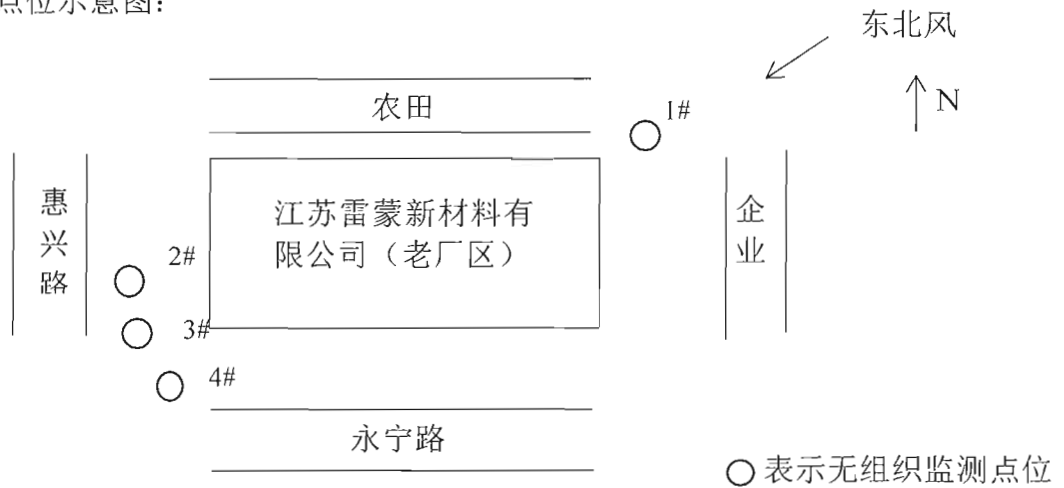 点位示意图：
东北风
N
农田
1#
惠兴路
江苏雷蒙新材料有
限公司（老厂区）
企业
2#
3#
4#
永宁路
表示无组织监测点位